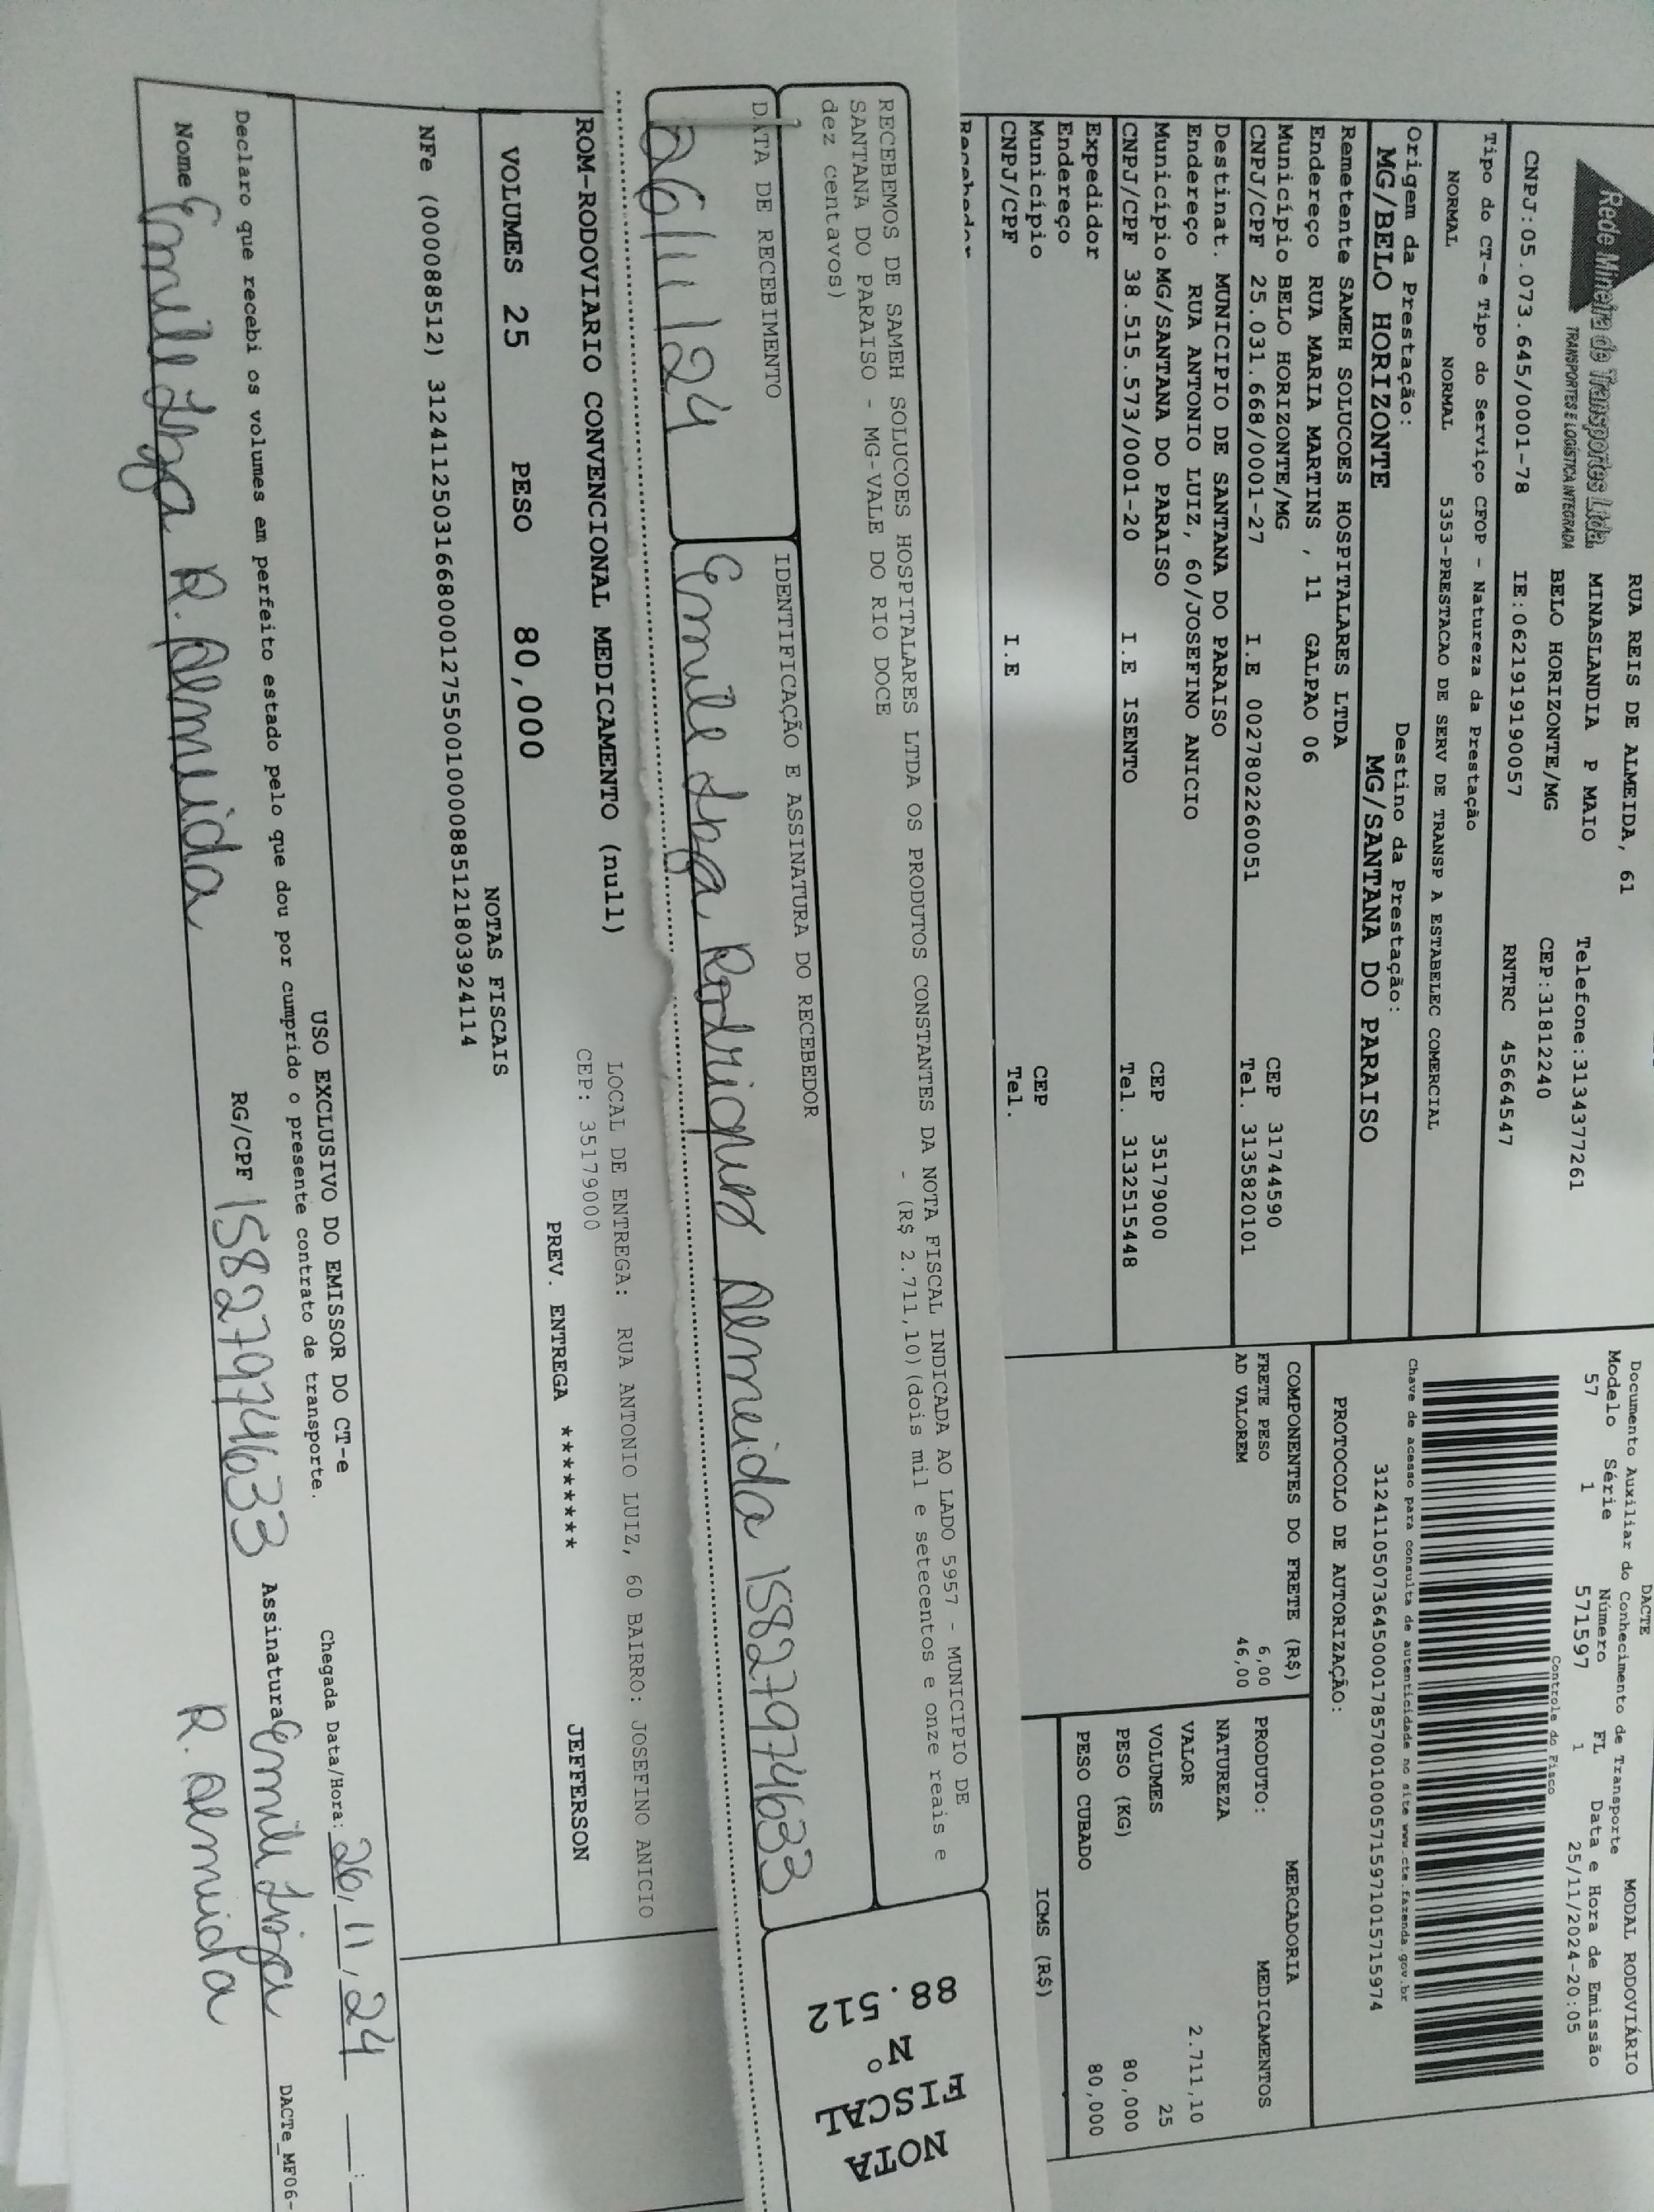 Rede Mineira de Transportes Ltda.
TRANSPORTES E LOGÍSTICA INTEGRADA
RUA REIS DE ALMEIDA, 61
MINASLANDIA P MAIO Telefone:3134377261
BELO HORIZONTE/MG CEP:31812240
CNPJ:05.073.645/0001-78 IE:0621919190057 RNTRC 45664547
DACTE MODAL RODOVIÁRIO
Documento Auxiliar do Conhecimento de Transporte
Modelo Série Número FL Data e Hora de Emissão
57 1 571597 1 25/11/2024-20:05
Controle do Fisco
Chave de acesso para consulta de autenticidade no site www.cte.fazenda.gov.br
31241105073645000178570010005715971015715974
PROTOCOLO DE AUTORIZAÇÃO:
Tipo do CT-e Tipo do Serviço CFOP - Natureza da Prestação
NORMAL NORMAL 5353-PRESTACAO DE SERV DE TRANSP A ESTABELEC COMERCIAL
Origem da Prestação: Destino da Prestação:
MG/BELO HORIZONTE MG/SANTANA DO PARAISO
Remetente SAMEH SOLUCOES HOSPITALARES LTDA
Endereço RUA MARIA MARTINS , 11 GALPAO 06
Município BELO HORIZONTE/MG CEP 31744590
CNPJ/CPF 25.031.668/0001-27 I.E 0027802260051 Tel. 3135820101
Destinat. MUNICIPIO DE SANTANA DO PARAISO
Endereço RUA ANTONIO LUIZ, 60/JOSEFINO ANICIO
Município MG/SANTANA DO PARAISO CEP 35179000
CNPJ/CPF 38.515.573/0001-20 I.E ISENTO Tel. 3132515448
Expedidor
Endereço
Município CEP
CNPJ/CPF I.E Tel.
Recebedor
COMPONENTES DO FRETE (R$)
FRETE PESO 6,00
AD VALOREM 46,00
MERCADORIA
PRODUTO: MEDICAMENTOS
NATUREZA
VALOR 2.711,10
VOLUMES 25
PESO (KG) 80,000
PESO CUBADO 80,000
ICMS (R$)
RECEBEMOS DE SAMEH SOLUCOES HOSPITALARES LTDA OS PRODUTOS CONSTANTES DA NOTA FISCAL INDICADA AO LADO 5957 - MUNICIPIO DE
SANTANA DO PARAISO - MG-VALE DO RIO DOCE - (R$ 2.711,10)(dois mil e setecentos e onze reais e
dez centavos)
DATA DE RECEBIMENTO IDENTIFICAÇÃO E ASSINATURA DO RECEBEDOR
26/11/24 Emille Inza Rodrigues Almeida 15827974633
NOTA
FISCAL
Nº
88.512
LOCAL DE ENTREGA: RUA ANTONIO LUIZ, 60 BAIRRO: JOSEFINO ANICIO
CEP: 35179000
ROM-RODOVIARIO CONVENCIONAL MEDICAMENTO (null)
PREV. ENTREGA ******** JEFFERSON
VOLUMES 25 PESO 80,000
NOTAS FISCAIS
NFe (000088512) 31241125031668000127550010000885121803924114
USO EXCLUSIVO DO EMISSOR DO CT-e
Declaro que recebi os volumes em perfeito estado pelo que dou por cumprido o presente contrato de transporte.
Chegada Data/Hora: 26/11/24 __:
Nome Emille Inza R. Almeida RG/CPF 15827974633 Assinatura Emille Inza
R. Almeida
DACTe_MF06-